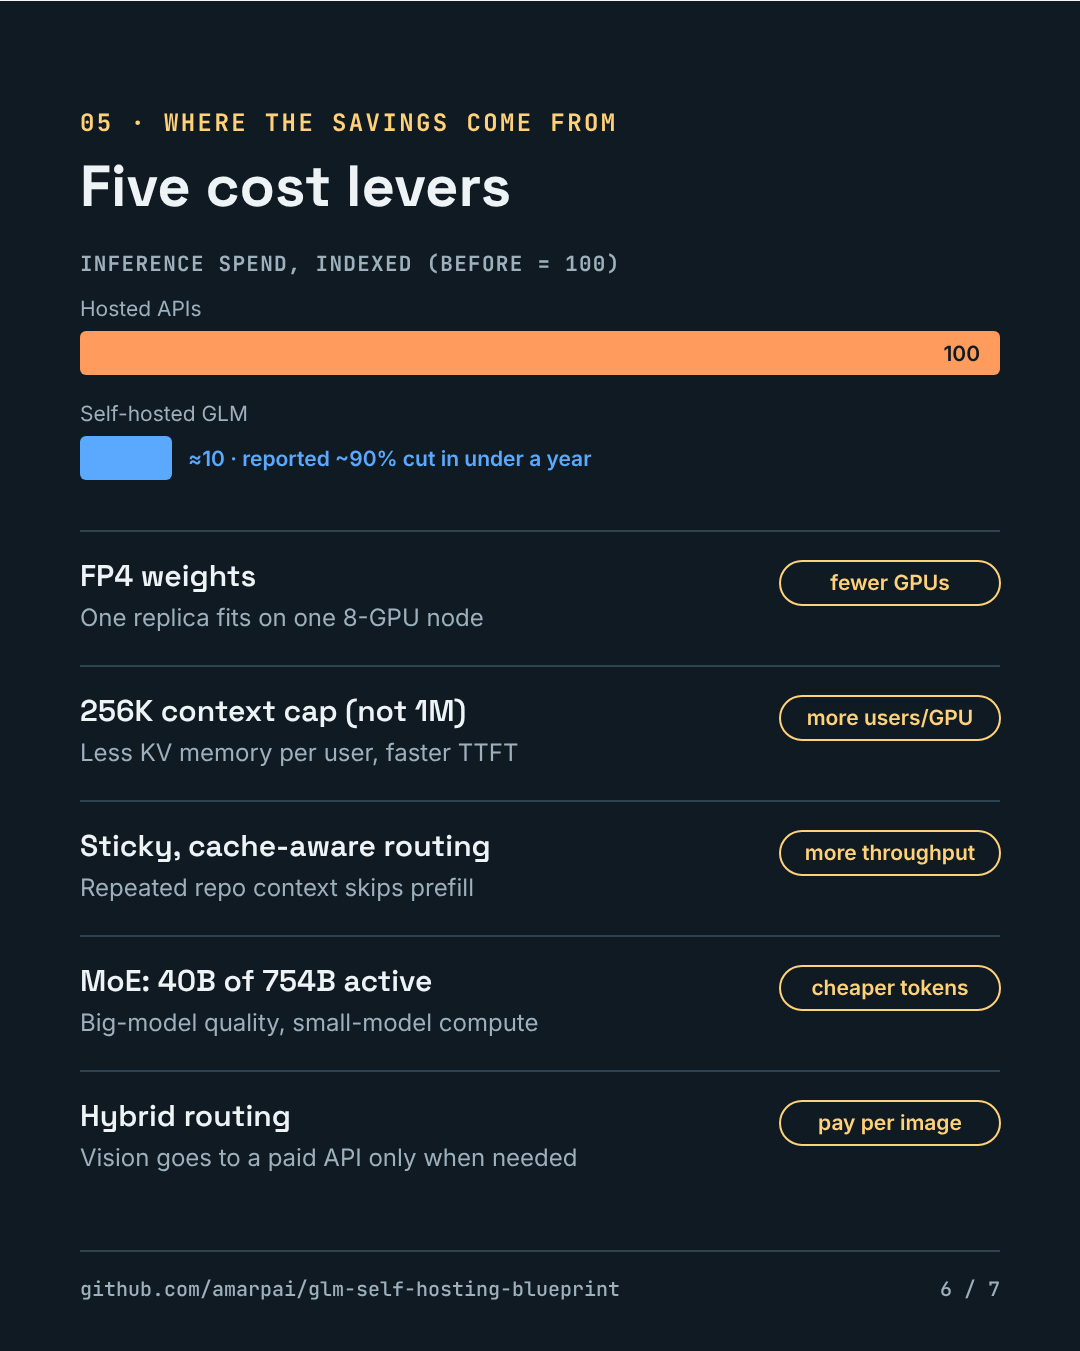 05 · WHERE THE SAVINGS COME FROM
Five cost levers
INFERENCE SPEND, INDEXED (BEFORE = 100)
Hosted APIs
100
Self-hosted GLM
≈10 · reported ~90% cut in under a year
FP4 weights
fewer GPUs
One replica fits on one 8-GPU node
256K context cap (not 1M)
more users/GPU
Less KV memory per user, faster TTFT
Sticky, cache-aware routing
more throughput
Repeated repo context skips prefill
MoE: 40B of 754B active
cheaper tokens
Big-model quality, small-model compute
Hybrid routing
pay per image
Vision goes to a paid API only when needed
github.com/amarpai/glm-self-hosting-blueprint
6 / 7